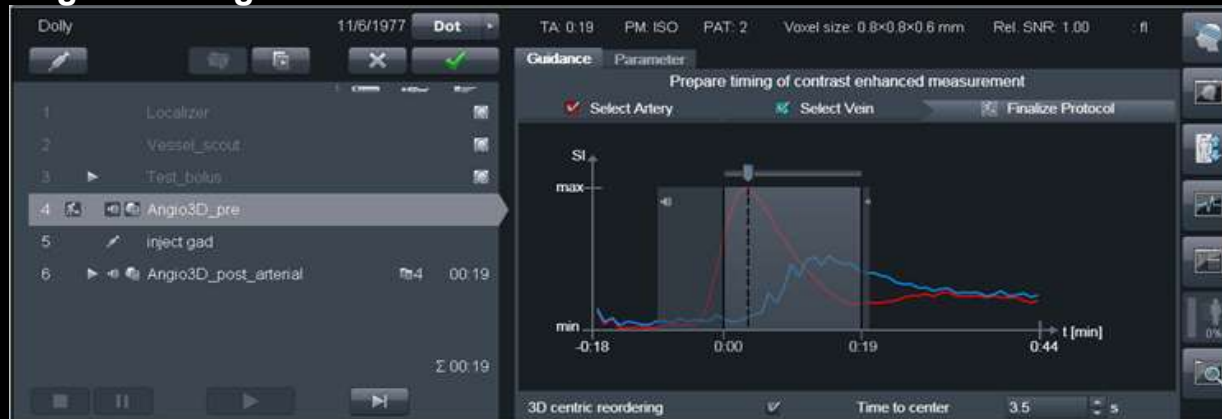 Dolly 11/6/1977 Dot
TA: 0:19 PM: ISO PAT: 2 Voxel size: 0.8×0.8×0.6 mm Rel. SNR: 1.00 : fl
Guidance Parameter
Prepare timing of contrast enhanced measurement
Select Artery Select Vein Finalize Protocol
1 Localizer
2 Vessel_scout
3 Test_bolus
4 Angio3D_pre
5 inject gad
6 Angio3D_post_arterial 4 00:19
Σ 00:19
SI
max
min
-0:18 0:00 0:19 0:44
t [min]
0%
3D centric reordering Time to center 3.5 s